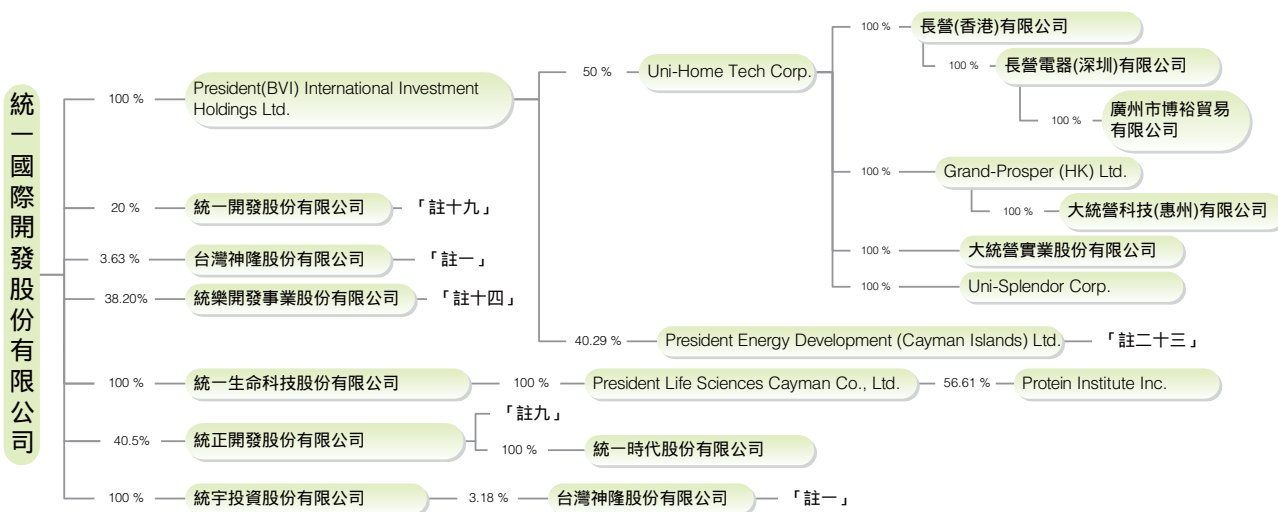 統一國際開發股份有限公司
100 %
President(BVI) International Investment
Holdings Ltd.
50 %
Uni-Home Tech Corp.
100 %
長營(香港)有限公司
100 %
長營電器(深圳)有限公司
100 %
廣州市博裕貿易
有限公司
100 %
Grand-Prosper (HK) Ltd.
100 %
大統營科技(惠州)有限公司
100 %
大統營實業股份有限公司
100 %
Uni-Splendor Corp.
40.29 %
President Energy Development (Cayman Islands) Ltd.
「註二十三」
20 %
統一開發股份有限公司
「註十九」
3.63 %
台灣神隆股份有限公司
「註一」
38.20%
統樂開發事業股份有限公司
「註十四」
100 %
統一生命科技股份有限公司
100 %
President Life Sciences Cayman Co., Ltd.
56.61 %
Protein Institute Inc.
40.5%
統正開發股份有限公司
「註九」
100 %
統一時代股份有限公司
100 %
統宇投資股份有限公司
3.18 %
台灣神隆股份有限公司
「註一」